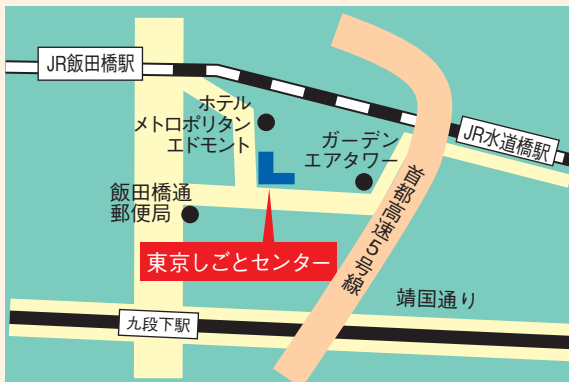 JR飯田橋駅
ホテル
メトロポリタン
エドモント
ガーデン
エアタワー
JR水道橋駅
飯田橋通
郵便局
首都高速5号線
東京しごとセンター
靖国通り
九段下駅